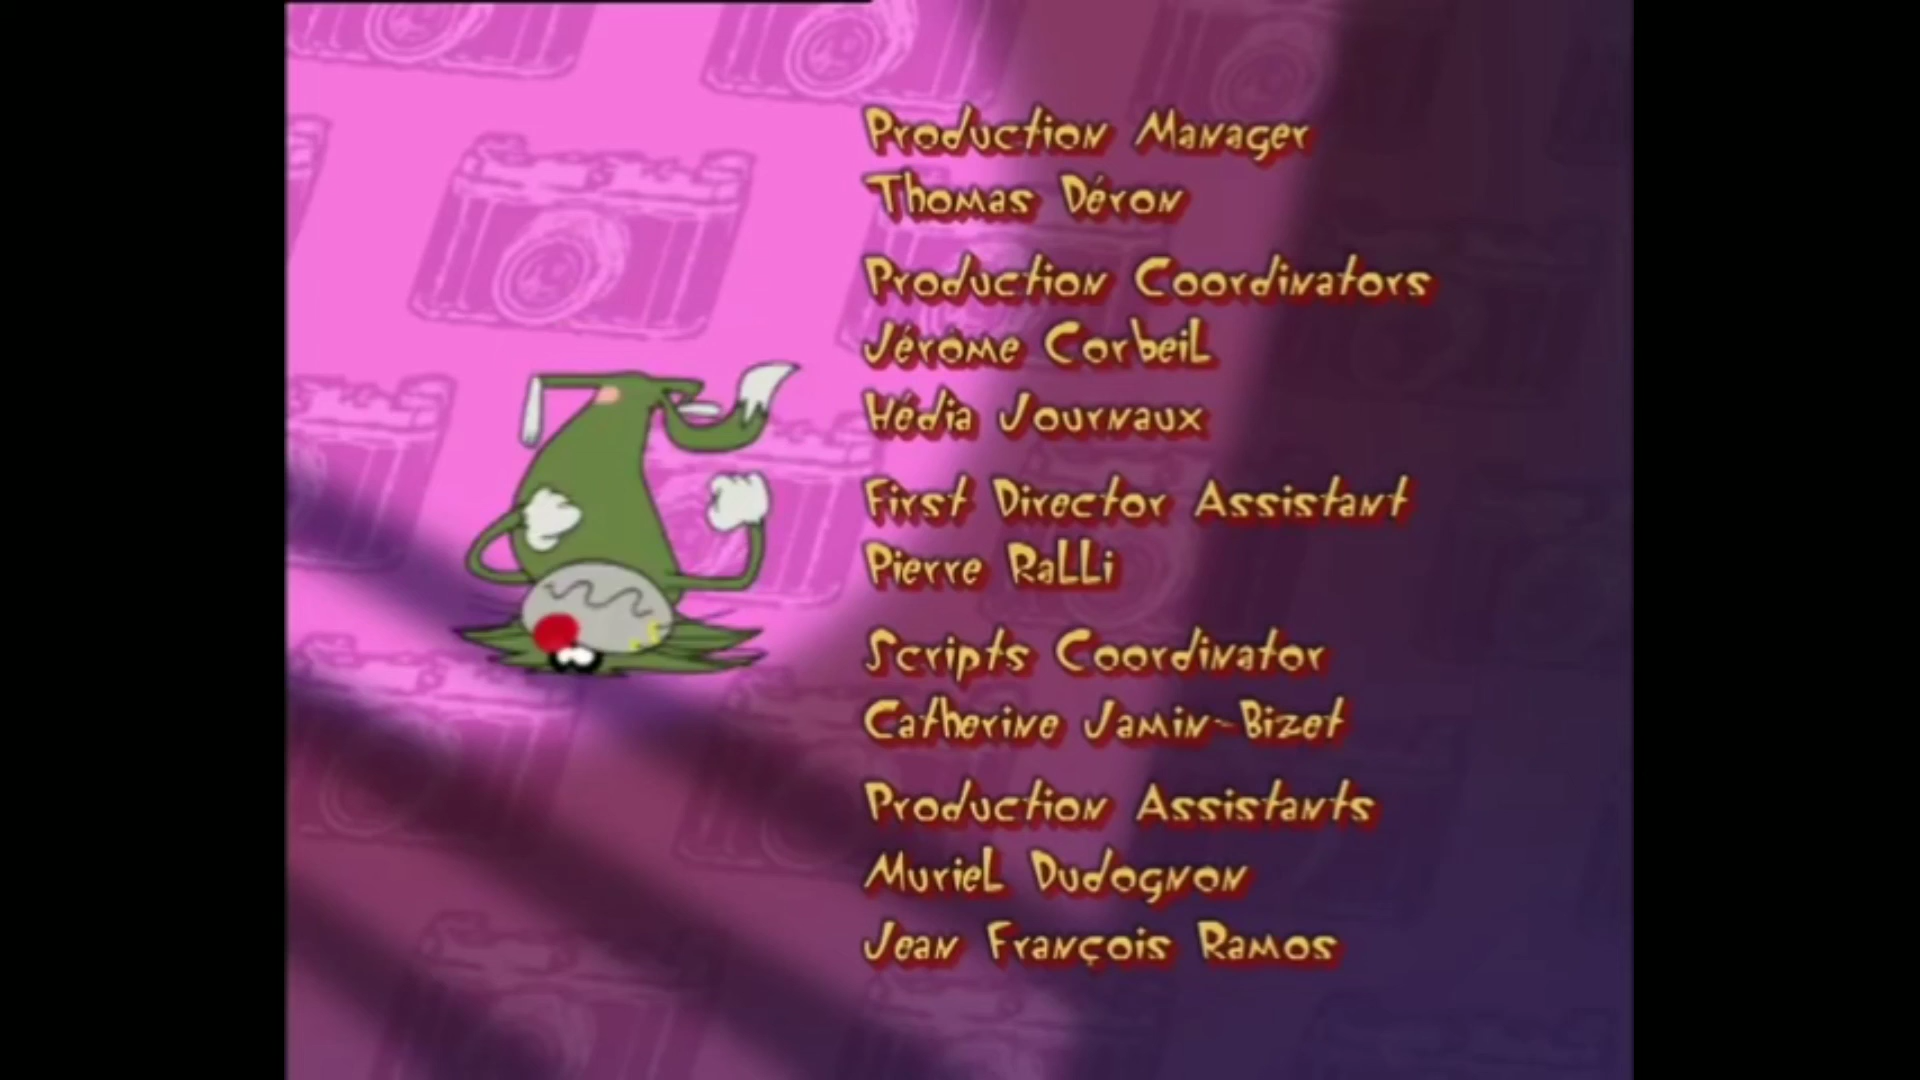 Production Manager
Thomas Déron
Production Coordinators
Jérôme Corbeil
Hédia Journaux
First Director Assistant
Pierre Ralli
Scripts Coordinator
Catherine Jamin-Bizet
Production Assistants
Muriel Dudognon
Jean François Ramos